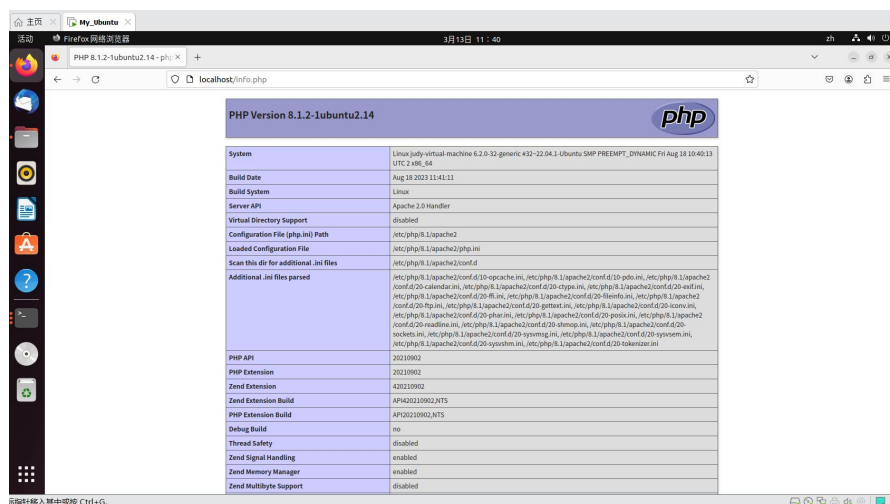 主页
My_Ubuntu
活动
Firefox 网络浏览器
3月13日 11：40
zh
PHP 8.1.2-1ubuntu2.14 - ph
localhost/info.php
PHP Version 8.1.2-1ubuntu2.14
php
System
Linux judy-virtual-machine 6.2.0-32-generic #32~22.04.1-Ubuntu SMP PREEMPT_DYNAMIC Fri Aug 18 10:40:13
UTC 2 x86_64
Build Date
Aug 18 2023 11:41:11
Build System
Linux
Server API
Apache 2.0 Handler
Virtual Directory Support
disabled
Configuration File (php.ini) Path
/etc/php/8.1/apache2
Loaded Configuration File
/etc/php/8.1/apache2/php.ini
Scan this dir for additional .ini files
/etc/php/8.1/apache2/conf.d
Additional .ini files parsed
/etc/php/8.1/apache2/conf.d/10-opcache.ini, /etc/php/8.1/apache2/conf.d/10-pdo.ini, /etc/php/8.1/apache2
/conf.d/20-calendar.ini, /etc/php/8.1/apache2/conf.d/20-ctype.ini, /etc/php/8.1/apache2/conf.d/20-exif.ini,
/etc/php/8.1/apache2/conf.d/20-ffi.ini, /etc/php/8.1/apache2/conf.d/20-fileinfo.ini, /etc/php/8.1/apache2
/conf.d/20-ftp.ini, /etc/php/8.1/apache2/conf.d/20-gettext.ini, /etc/php/8.1/apache2/conf.d/20-iconv.ini,
/etc/php/8.1/apache2/conf.d/20-phar.ini, /etc/php/8.1/apache2/conf.d/20-posix.ini, /etc/php/8.1/apache2
/conf.d/20-readline.ini, /etc/php/8.1/apache2/conf.d/20-shmop.ini, /etc/php/8.1/apache2/conf.d/20-
sockets.ini, /etc/php/8.1/apache2/conf.d/20-sysvmsg.ini, /etc/php/8.1/apache2/conf.d/20-sysvsem.ini,
/etc/php/8.1/apache2/conf.d/20-sysvshm.ini, /etc/php/8.1/apache2/conf.d/20-tokenizer.ini
PHP API
20210902
PHP Extension
20210902
Zend Extension
420210902
Zend Extension Build
API420210902,NTS
PHP Extension Build
API20210902,NTS
Debug Build
no
Thread Safety
disabled
Zend Signal Handling
enabled
Zend Memory Manager
enabled
Zend Multibyte Support
disabled
指针移入其中或按 Ctrl+G。